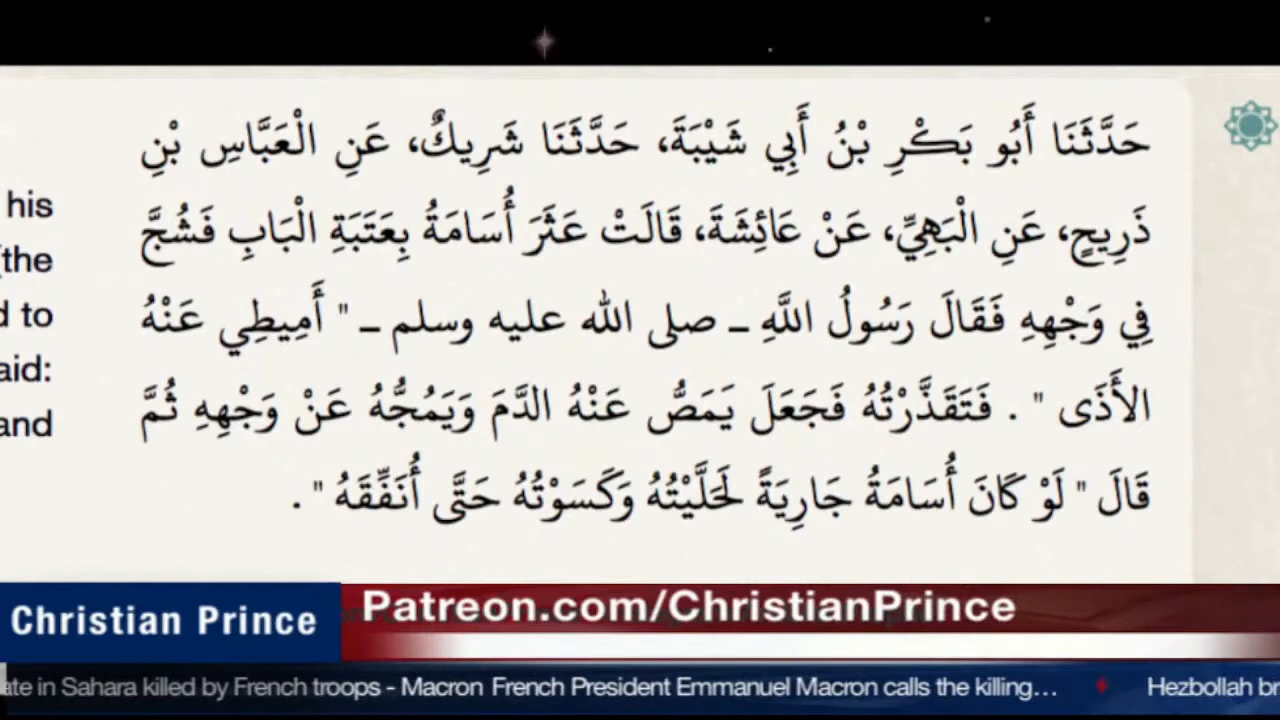 حَدَّثَنَا أَبُو بَكْرِ بْنُ أَبِي شَيْبَةَ، حَدَّثَنَا شَرِيكٌ، عَنِ الْعَبَّاسِ بْنِ
ذَرِيحٍ، عَنِ الْبَهِيِّ، عَنْ عَائِشَةَ، قَالَتْ عَثَرَ أُسَامَةُ بِعَتَبَةِ الْبَابِ فَشُجَّ
فِي وَجْهِهِ فَقَالَ رَسُولُ اللَّهِ ـ صلى الله عليه وسلم ـ " أَمِيطِي عَنْهُ
الأَذَى " . فَتَقَذَّرْتُهُ فَجَعَلَ يَمَصُّ عَنْهُ الدَّمَ وَيَمُجُّهُ عَنْ وَجْهِهِ ثُمَّ
قَالَ " لَوْ كَانَ أُسَامَةُ جَارِيَةً لَحَلَّيْتُهُ وَكَسَوْتُهُ حَتَّى أُنَفِّقَهُ " .
his
(the
d to
aid:
and
Christian Prince
Patreon.com/ChristianPrince
ate in Sahara killed by French troops - Macron French President Emmanuel Macron calls the killing... Hezbollah br